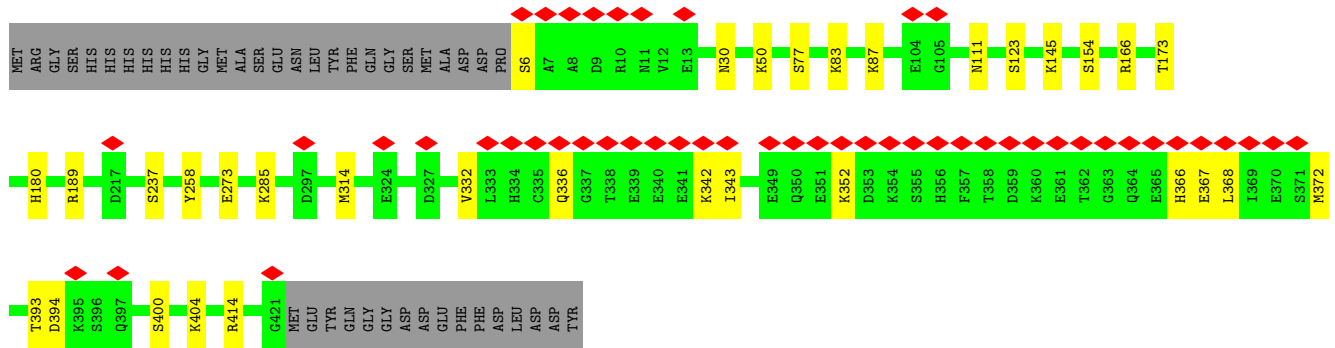 MET ARG GLY SER HIS HIS HIS HIS HIS HIS GLY MET ALA SER GLU ASN LEU TYR PHE GLN GLY SER MET ALA ASP ASP PRO S6 A7 A8 D9 R10 N11 V12 E13 N30 K50 S77 K83 K87 E104 G105 N111 S123 K145 S154 R166 T173
H180 R189 D217 S237 Y258 E273 K285 D297 M314 E324 D327 V332 L333 H334 C335 Q336 G337 T338 E339 E340 E341 K342 I343 E349 Q350 E351 K352 D353 K354 S355 H356 F357 T358 D359 K360 E361 T362 G363 Q364 E365 H366 E367 L368 I369 E370 S371 M372
T393 D394 K395 S396 Q397 S400 K404 R414 G421 MET GLU TYR GLN GLY GLY ASP ASP GLU PHE PHE ASP LEU ASP ASP TYR